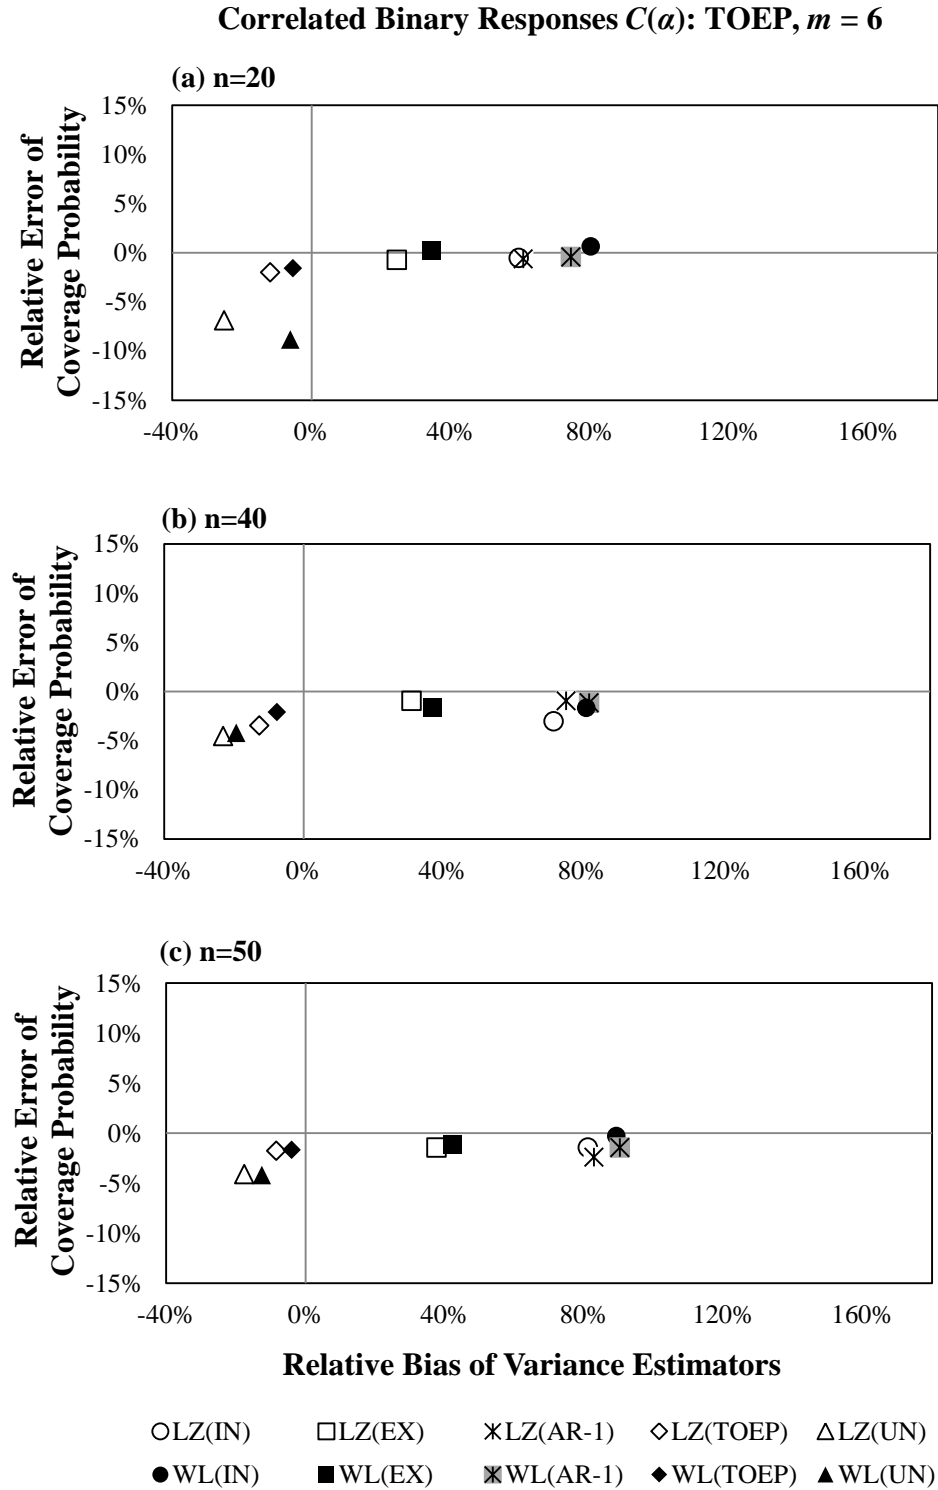 Correlated Binary Responses C(α): TOEP, m = 6
(a) n=20
Relative Error of
Coverage Probability
15%
10%
5%
0%
-5%
-10%
-15%
-40% 0% 40% 80% 120% 160%
(b) n=40
Relative Error of
Coverage Probability
15%
10%
5%
0%
-5%
-10%
-15%
-40% 0% 40% 80% 120% 160%
(c) n=50
Relative Error of
Coverage Probability
15%
10%
5%
0%
-5%
-10%
-15%
-40% 0% 40% 80% 120% 160%
Relative Bias of Variance Estimators
LZ(IN) LZ(EX) LZ(AR-1) LZ(TOEP) LZ(UN)
WL(IN) WL(EX) WL(AR-1) WL(TOEP) WL(UN)